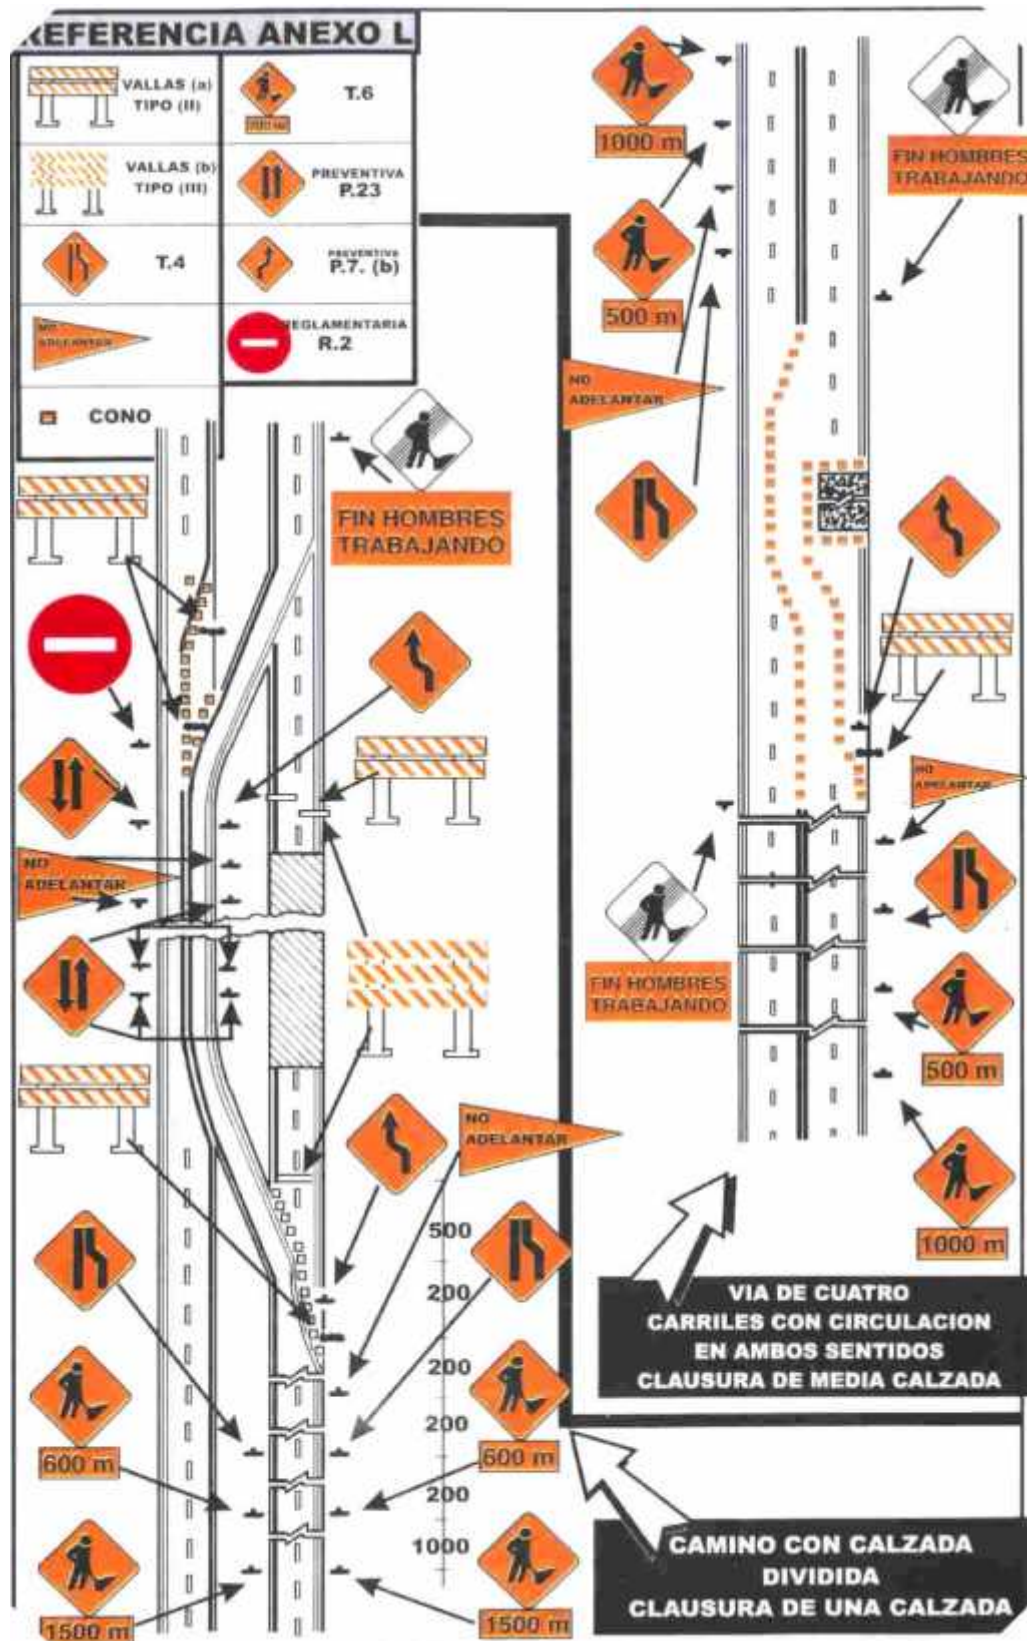 REFERENCIA ANEXO L
VALLAS (a)
TIPO (II)
T.6
VALLAS (b)
TIPO (III)
PREVENTIVA
P.23
T.4
PREVENTIVA
P.7. (b)
NO
ADELANTAR
REGLAMENTARIA
R.2
CONO
FIN HOMBRES
TRABAJANDO
NO
ADELANTAR
NO
ADELANTAR
500
200
200
200
200
1000
600 m
600 m
1500 m
1500 m
1000 m
500 m
FIN HOMBRES
TRABAJANDO
NO
ADELANTAR
NO
ADELANTAR
FIN HOMBRES
TRABAJANDO
500 m
1000 m
VIA DE CUATRO
CARRILES CON CIRCULACION
EN AMBOS SENTIDOS
CLAUSURA DE MEDIA CALZADA
CAMINO CON CALZADA
DIVIDIDA
CLAUSURA DE UNA CALZADA